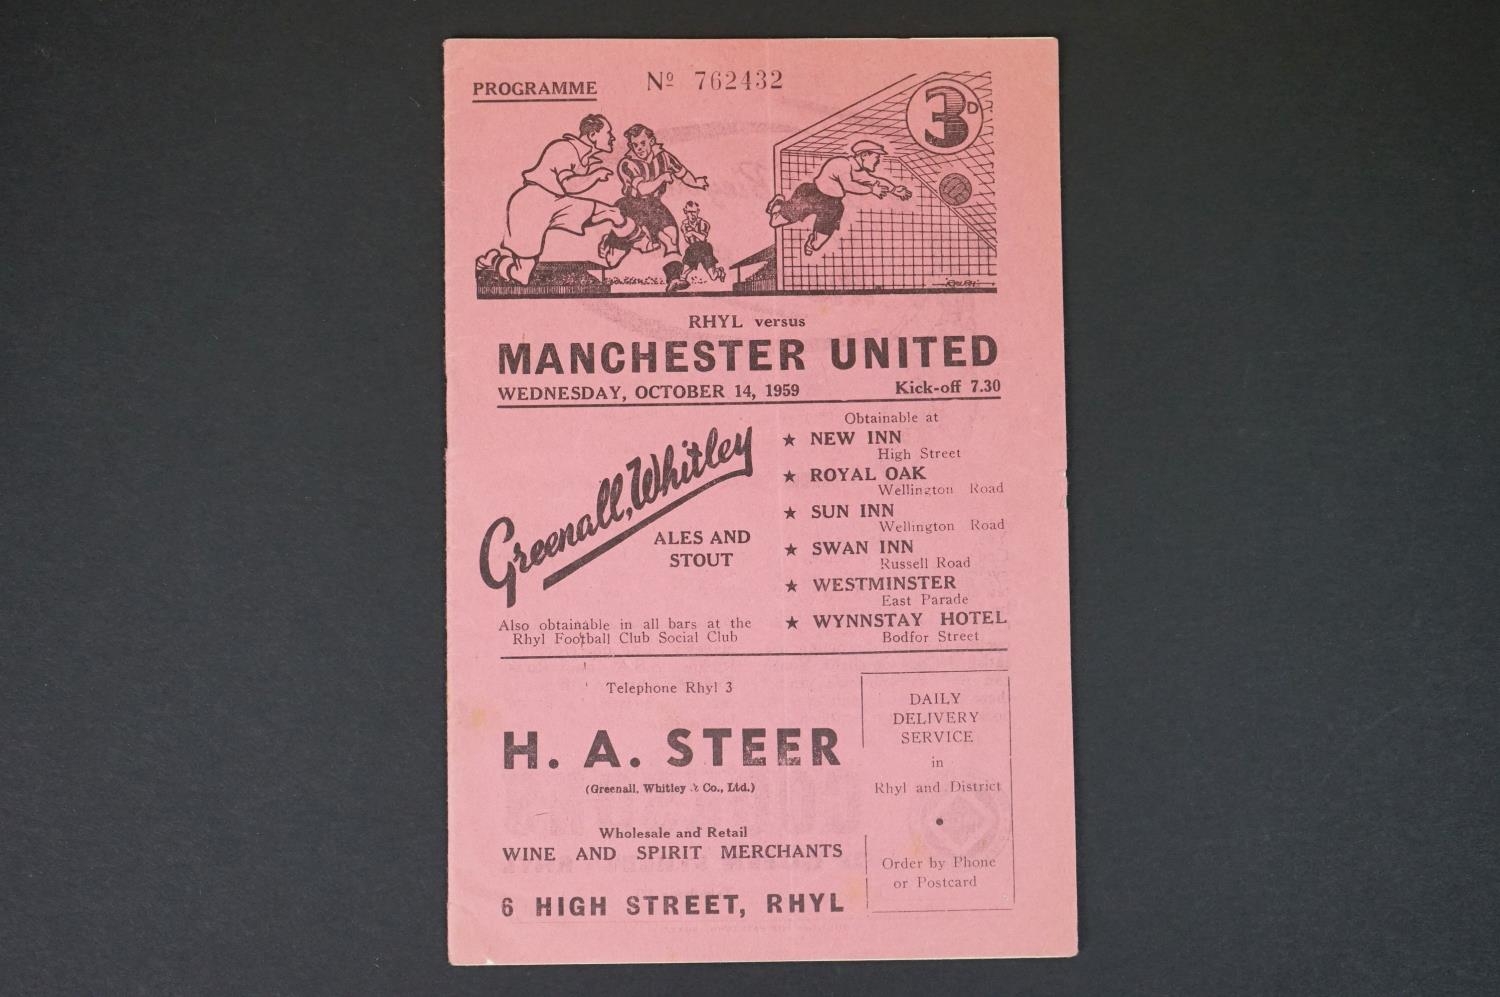 PROGRAMME
Nº 762432
3D
RHYL versus
MANCHESTER UNITED
WEDNESDAY, OCTOBER 14, 1959
Kick-off 7.30
Greenall, Whitley
ALES AND
STOUT
Also obtainable in all bars at the
Rhyl Football Club Social Club
Obtainable at
★ NEW INN
High Street
★ ROYAL OAK
Wellington Road
★ SUN INN
Wellington Road
★ SWAN INN
Russell Road
★ WESTMINSTER
East Parade
★ WYNNSTAY HOTEL
Bodfor Street
Telephone Rhyl 3
H. A. STEER
(Greenall, Whitley & Co., Ltd.)
Wholesale and Retail
WINE AND SPIRIT MERCHANTS
6 HIGH STREET, RHYL
DAILY
DELIVERY
SERVICE
in
Rhyl and District
•
Order by Phone
or Postcard